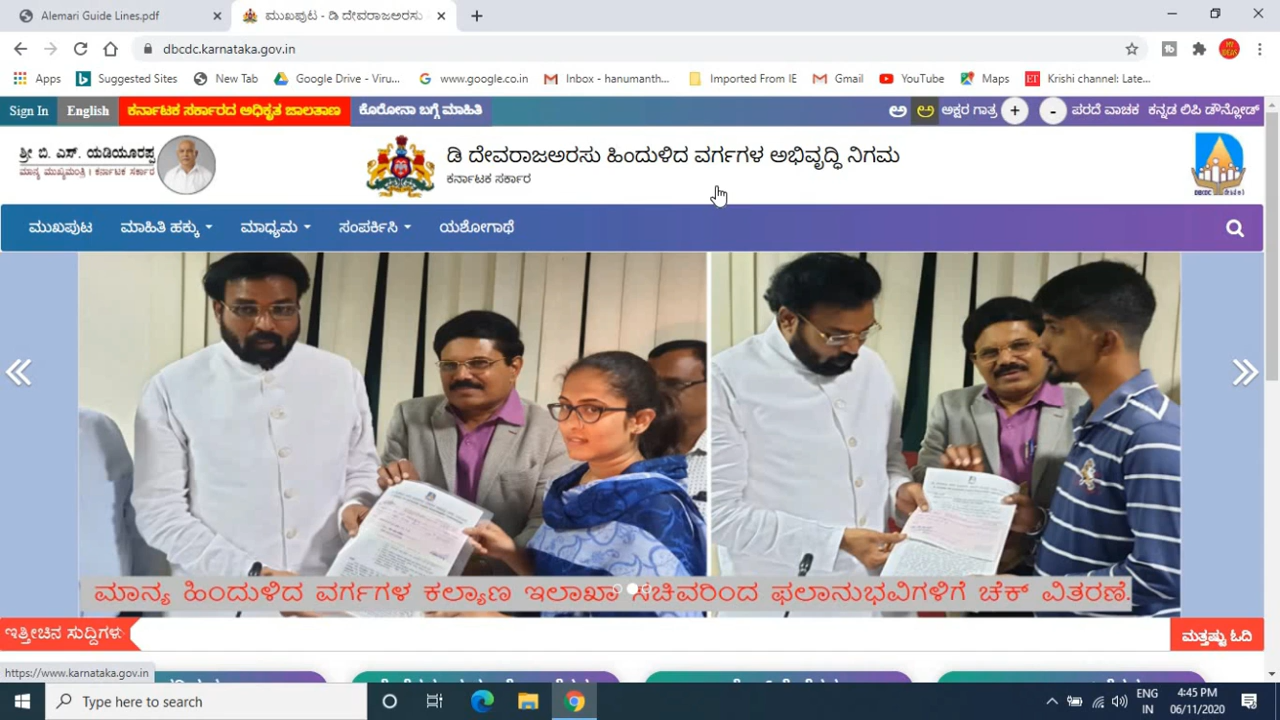 Alemari Guide Lines.pdf
ಮುಖಪುಟ - ಡಿ ದೇವರಾಜಅರಸು
dbcdc.karnataka.gov.in
Apps Suggested Sites New Tab Google Drive - Viru... www.google.co.in Inbox - hanumanth... Imported From IE Gmail YouTube Maps Krishi channel: Late...
Sign In English ಕರ್ನಾಟಕ ಸರ್ಕಾರದ ಅಧಿಕೃತ ಜಾಲತಾಣ ಕೊರೋನಾ ಬಗ್ಗೆ ಮಾಹಿತಿ ಅ ಅ ಅಕ್ಷರ ಗಾತ್ರ + - ಪರದೆ ವಾಚಕ ಕನ್ನಡ ಲಿಪಿ ಡೌನ್ಲೋಡ್
ಶ್ರೀ ಬಿ. ಎಸ್. ಯಡಿಯೂರಪ್ಪ
ಮಾನ್ಯ ಮುಖ್ಯಮಂತ್ರಿ | ಕರ್ನಾಟಕ ಸರ್ಕಾರ
ಡಿ ದೇವರಾಜಅರಸು ಹಿಂದುಳಿದ ವರ್ಗಗಳ ಅಭಿವೃದ್ಧಿ ನಿಗಮ
ಕರ್ನಾಟಕ ಸರ್ಕಾರ
ಮುಖಪುಟ ಮಾಹಿತಿ ಹಕ್ಕು ಮಾಧ್ಯಮ ಸಂಪರ್ಕಿಸಿ ಯಶೋಗಾಥೆ
ಮಾನ್ಯ ಹಿಂದುಳಿದ ವರ್ಗಗಳ ಕಲ್ಯಾಣ ಇಲಾಖಾ ಸಚಿವರಿಂದ ಫಲಾನುಭವಿಗಳಿಗೆ ಚೆಕ್ ವಿತರಣೆ.
ಇತ್ತೀಚಿನ ಸುದ್ದಿಗಳು ಮತ್ತಷ್ಟು ಓದಿ
https://www.karnataka.gov.in
Type here to search
ENG 4:45 PM
IN 06/11/2020